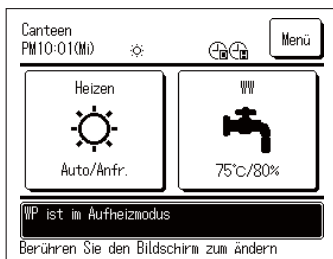 Canteen
PM10:01(Mi)
Menü
Heizen
WW
Auto/Anfr.
75°C/80%
WP ist im Aufheizmodus
Berühren Sie den Bildschirm zum Ändern